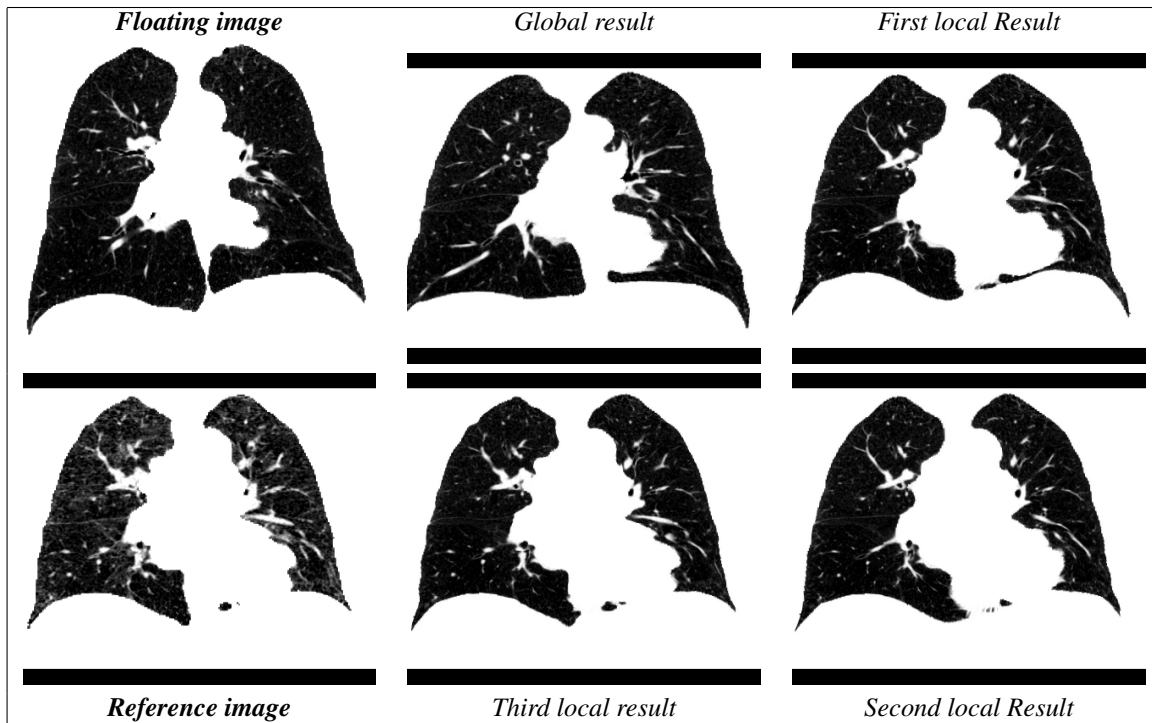 Floating image
Global result
First local Result
Reference image
Third local result
Second local Result